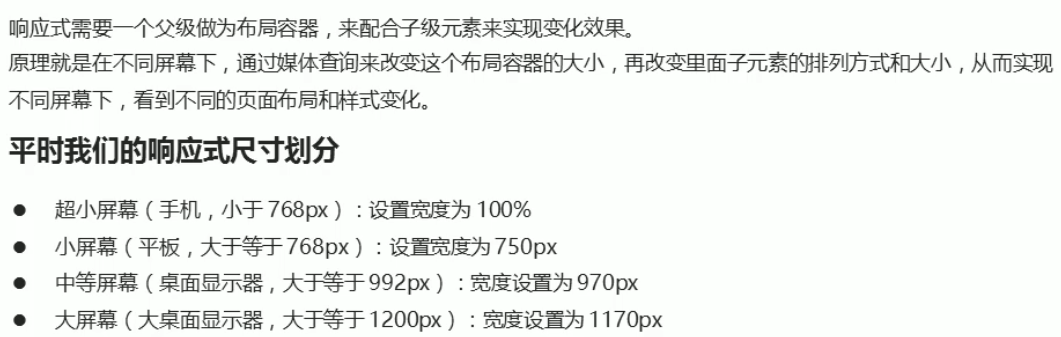 响应式需要一个父级做为布局容器，来配合子级元素来实现变化效果。
原理就是在不同屏幕下，通过媒体查询来改变这个布局容器的大小，再改变里面子元素的排列方式和大小，从而实现
不同屏幕下，看到不同的页面布局和样式变化。
平时我们的响应式尺寸划分
● 超小屏幕（手机，小于 768px）：设置宽度为 100%
● 小屏幕（平板，大于等于 768px）：设置宽度为 750px
● 中等屏幕（桌面显示器，大于等于 992px）：宽度设置为 970px
● 大屏幕（大桌面显示器，大于等于 1200px）：宽度设置为 1170px